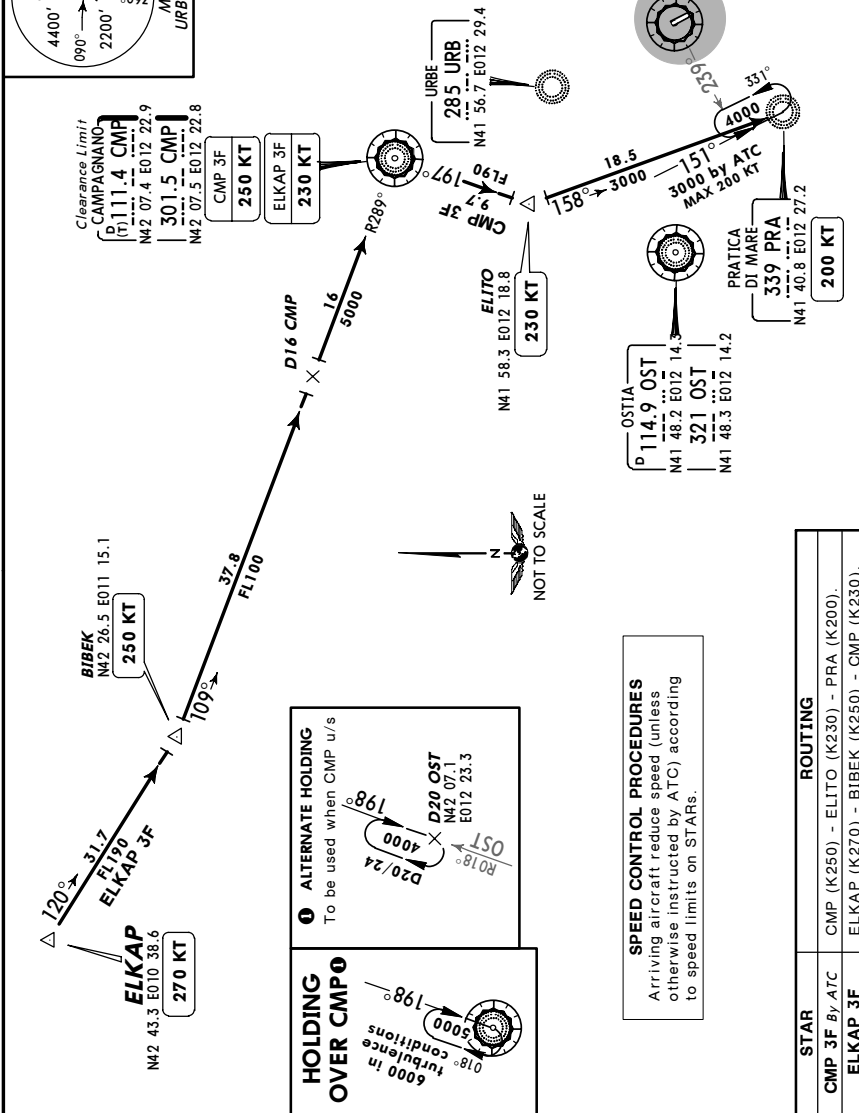 4400'
090°
2200'
M
URB
Clearance Limit
CAMPAGNANO
D
(T) 111.4 CMP
N42 07.4 E012 22.9
301.5 CMP
N42 07.5 E012 22.8
CMP 3F
250 KT
ELKAP 3F
230 KT
URBE
285 URB
N41 56.7 E012 29.4
197°
FL90
9.7
CMP 3F
R289°
16
5000
D16 CMP
ELITO
N41 58.3 E012 18.8
230 KT
239°
331°
4000
18.5
158°
3000
151°
3000 by ATC
MAX 200 KT
PRATICA
DI MARE
339 PRA
N41 40.8 E012 27.2
200 KT
OSTIA
D 114.9 OST
N41 48.2 E012 14.3
321 OST
N41 48.3 E012 14.2
BIBEK
N42 26.5 E011 15.1
250 KT
109°
37.8
FL100
120°
31.7
FL190
ELKAP 3F
ELKAP
N42 43.3 E010 38.6
270 KT
N
NOT TO SCALE
HOLDING
OVER CMP❶
198°
018°
5000
6000 in
turbulence
conditions
❶ ALTERNATE HOLDING
To be used when CMP u/s
198°
4000
D20/24
D20 OST
N42 07.1
E012 23.3
R018°
OST
SPEED CONTROL PROCEDURES
Arriving aircraft reduce speed (unless
otherwise instructed by ATC) according
to speed limits on STARs.
STAR ROUTING
CMP 3F By ATC CMP (K250) - ELITO (K230) - PRA (K200).
ELKAP 3F ELKAP (K270) - BIBEK (K250) - CMP (K230).